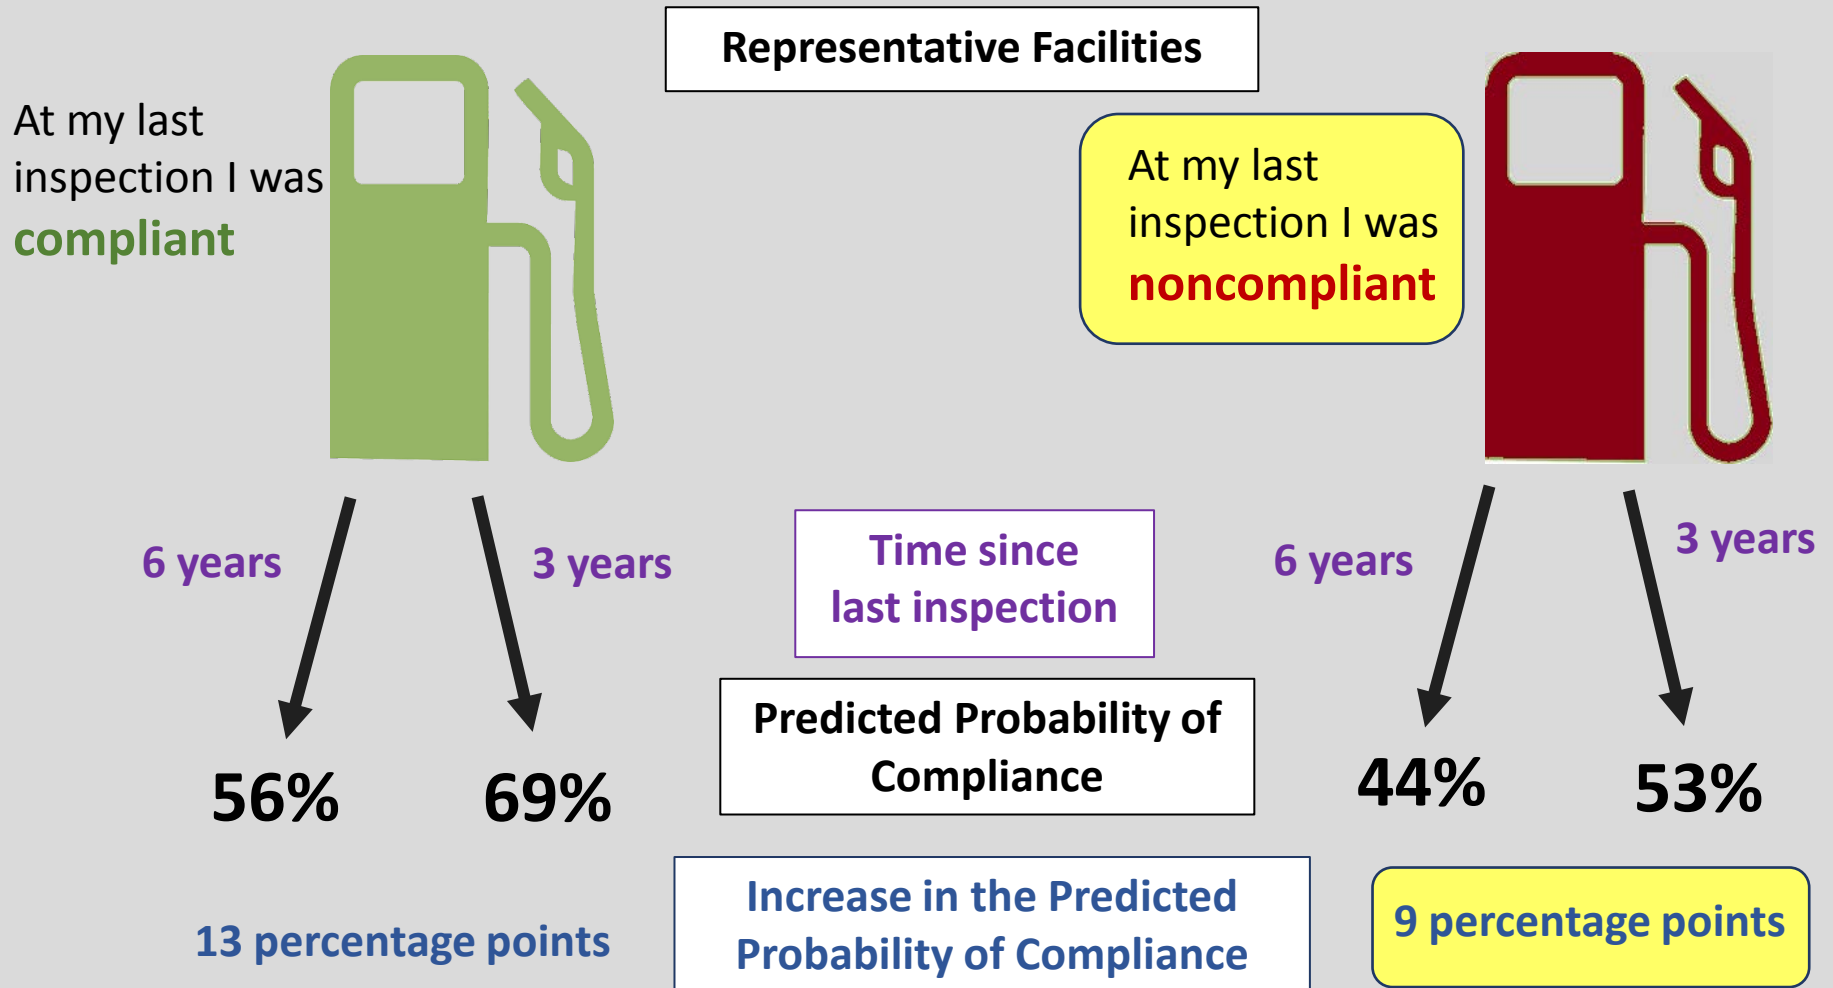 Representative Facilities
At my last
inspection I was
compliant
At my last
inspection I was
noncompliant
6 years
3 years
Time since
last inspection
6 years
3 years
Predicted Probability of
Compliance
56%
69%
44%
53%
13 percentage points
Increase in the Predicted
Probability of Compliance
9 percentage points